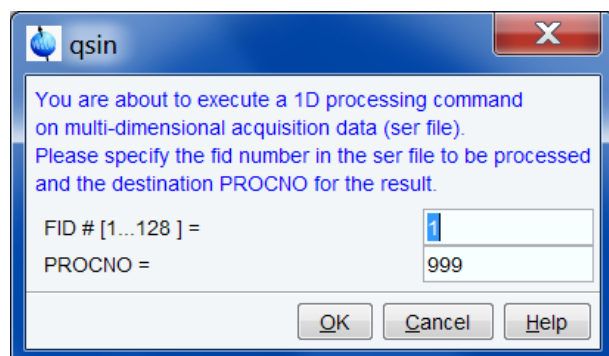 qsin
X
You are about to execute a 1D processing command
on multi-dimensional acquisition data (ser file).
Please specify the fid number in the ser file to be processed
and the destination PROCNO for the result.
FID # [1...128 ] = 1
PROCNO = 999
OK Cancel Help